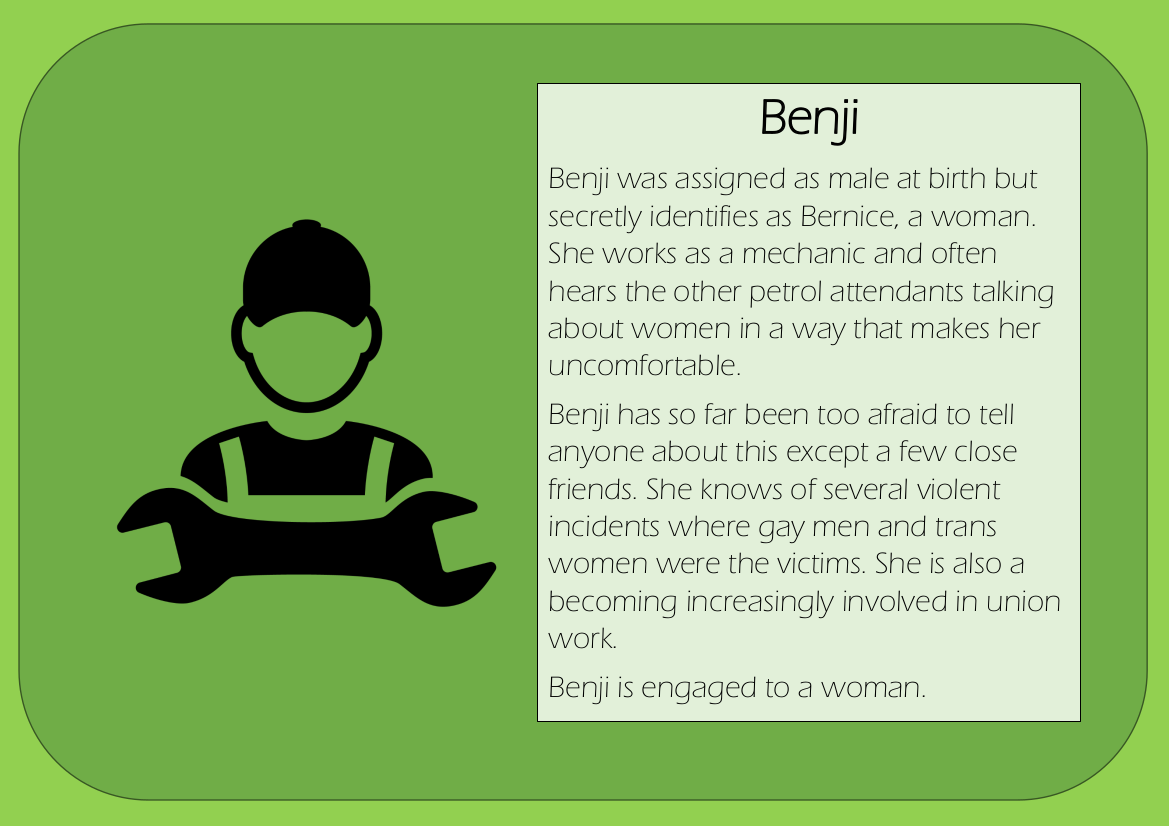 Benji
Benji was assigned as male at birth but
secretly identifies as Bernice, a woman.
She works as a mechanic and often
hears the other petrol attendants talking
about women in a way that makes her
uncomfortable.
Benji has so far been too afraid to tell
anyone about this except a few close
friends. She knows of several violent
incidents where gay men and trans
women were the victims. She is also a
becoming increasingly involved in union
work.
Benji is engaged to a woman.